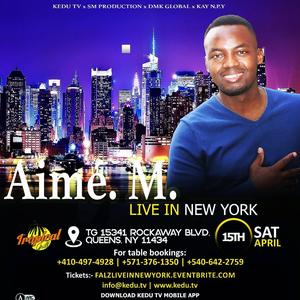 KEDU TV x SM PRODUCTION x DMK GLOBAL x KAY N.P.Y
Aime. M.
LIVE IN NEW YORK
Tropical
TG 15341 ROCKAWAY BLVD.
QUEENS, NY 11434
15TH
SAT
APRIL
For table bookings:
+410-497-4928 | +571-376-1350 | +540-642-2759
Tickets:- FALZLIVEINNEWYORK.EVENTBRITE.COM
info@kedu.tv | www.kedu.tv
DOWNLOAD KEDU TV MOBILE APP